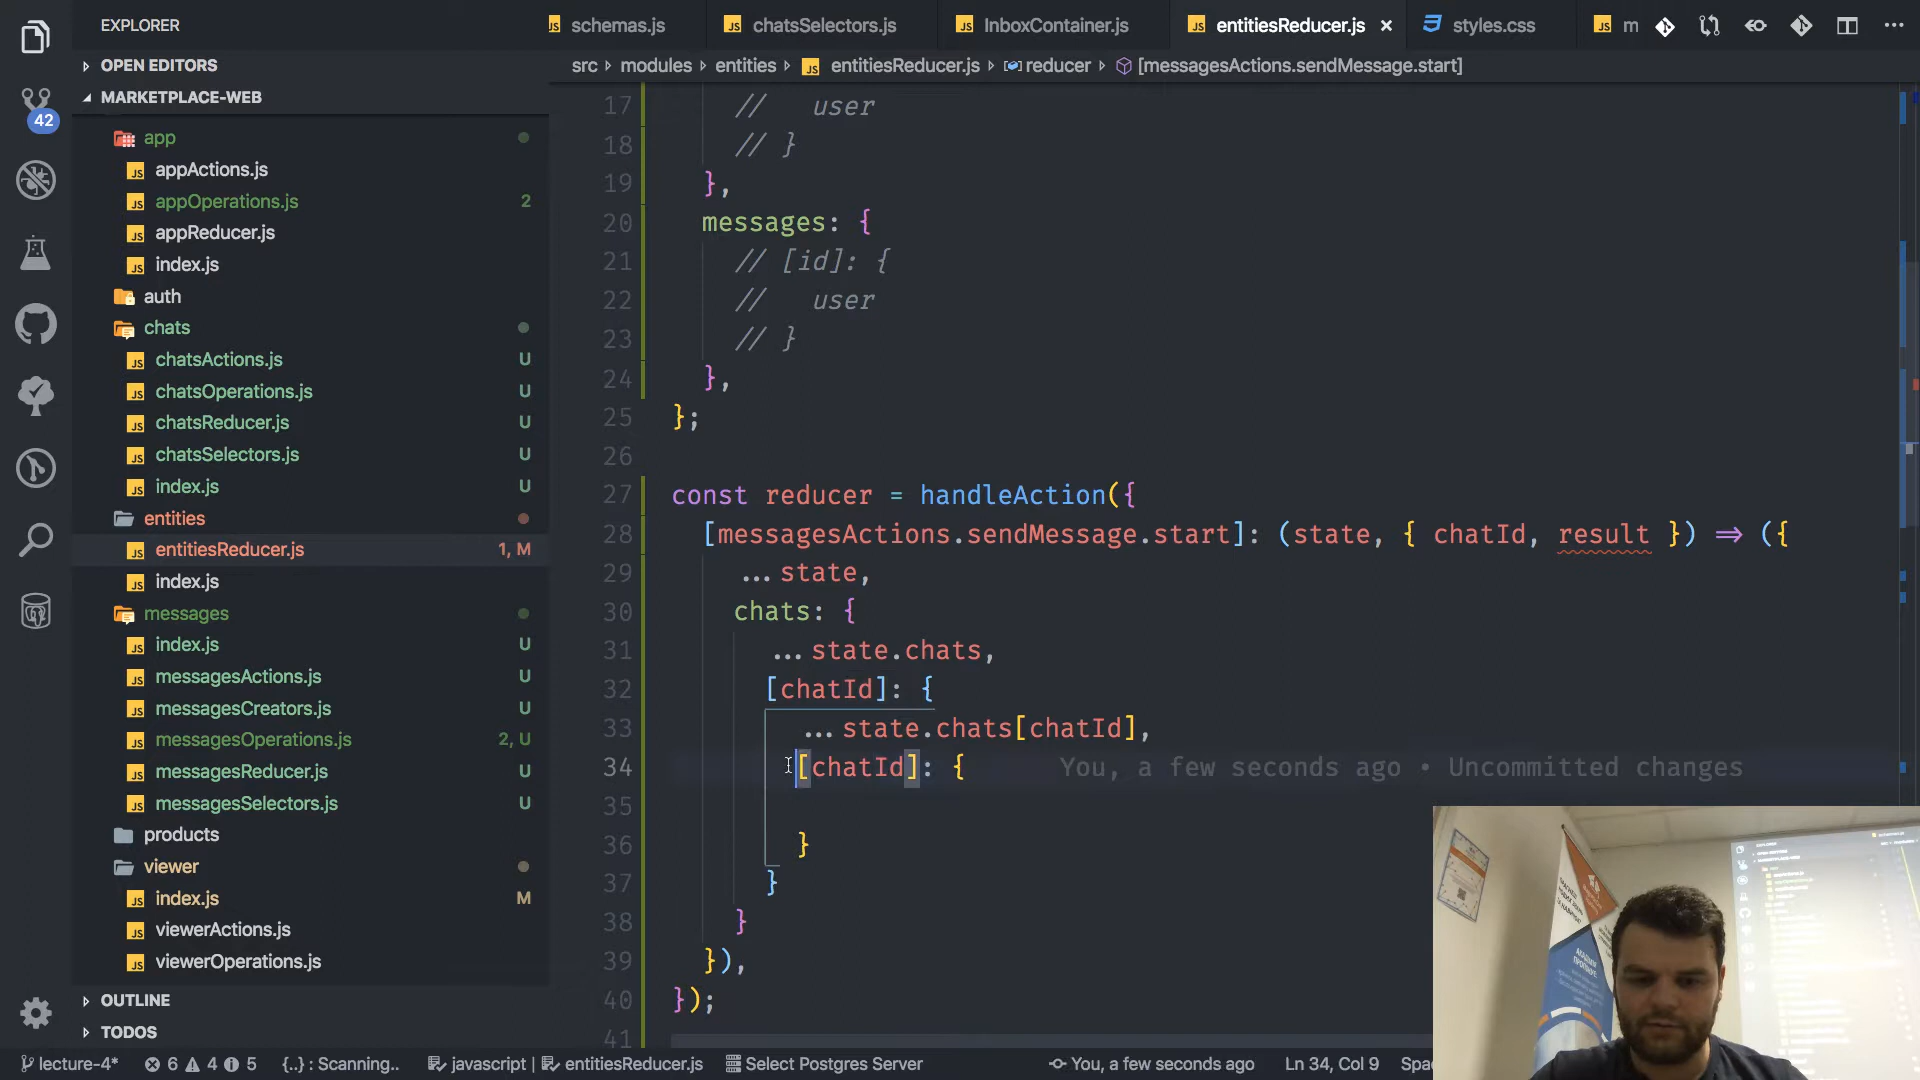 EXPLORER
schemas.js
chatsSelectors.js
InboxContainer.js
entitiesReducer.js
styles.css
m
OPEN EDITORS
src › modules › entities › entitiesReducer.js › reducer › [messagesActions.sendMessage.start]
MARKETPLACE-WEB
42
app
appActions.js
appOperations.js 2
appReducer.js
index.js
auth
chats
chatsActions.js U
chatsOperations.js U
chatsReducer.js U
chatsSelectors.js U
index.js U
entities
entitiesReducer.js 1, M
index.js
messages
index.js U
messagesActions.js U
messagesCreators.js U
messagesOperations.js 2, U
messagesReducer.js U
messagesSelectors.js U
products
viewer
index.js M
viewerActions.js
viewerOperations.js
OUTLINE
TODOS
17 // user
18 // }
19 },
20 messages: {
21 // [id]: {
22 // user
23 // }
24 },
25 };
26
27 const reducer = handleAction({
28 [messagesActions.sendMessage.start]: (state, { chatId, result }) => ({
29 ...state,
30 chats: {
31 ...state.chats,
32 [chatId]: {
33 ...state.chats[chatId],
34 [chatId]: { You, a few seconds ago • Uncommitted changes
35
36 }
37 }
38 }
39 }),
40 });
41
lecture-4* 6 4 5 {..} : Scanning.. javascript | entitiesReducer.js Select Postgres Server You, a few seconds ago Ln 34, Col 9 Spa